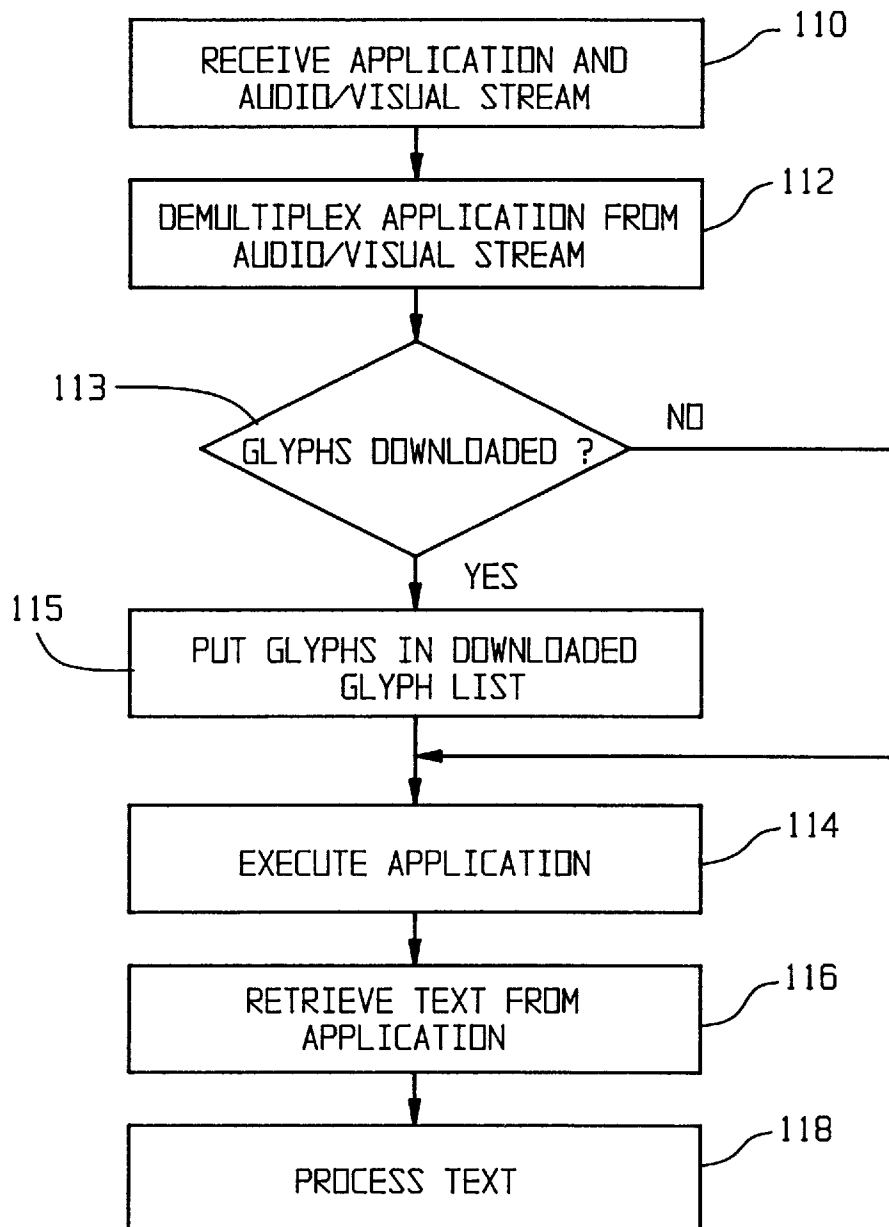 110
RECEIVE APPLICATION AND
AUDIO/VISUAL STREAM
112
DEMULTIPLEX APPLICATION FROM
AUDIO/VISUAL STREAM
113
GLYPHS DOWNLOADED ?
NO
YES
115
PUT GLYPHS IN DOWNLOADED
GLYPH LIST
114
EXECUTE APPLICATION
116
RETRIEVE TEXT FROM
APPLICATION
118
PROCESS TEXT